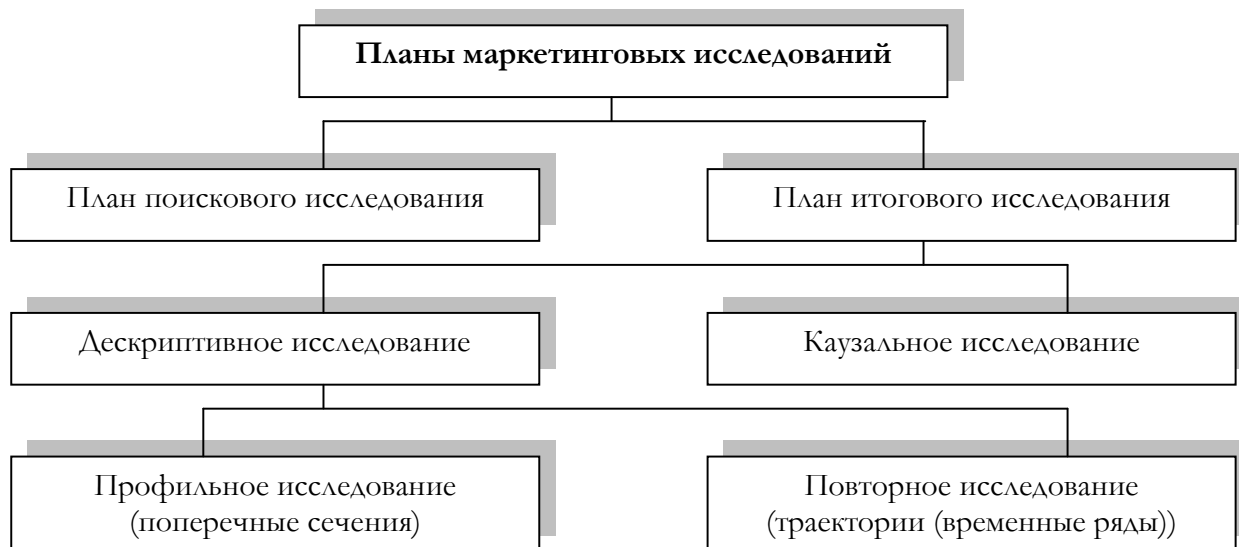 Планы маркетинговых исследований
План поискового исследования
План итогового исследования
Дескриптивное исследование
Каузальное исследование
Профильное исследование
(поперечные сечения)
Повторное исследование
(траектории (временные ряды))